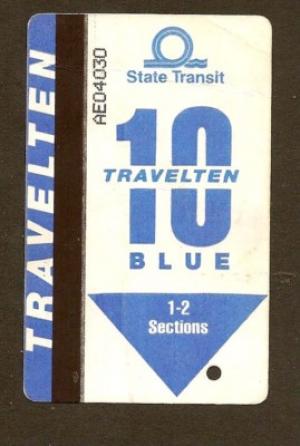 TRAVELTEN
AE04030
State Transit
10
TRAVELTEN
BLUE
1-2
Sections